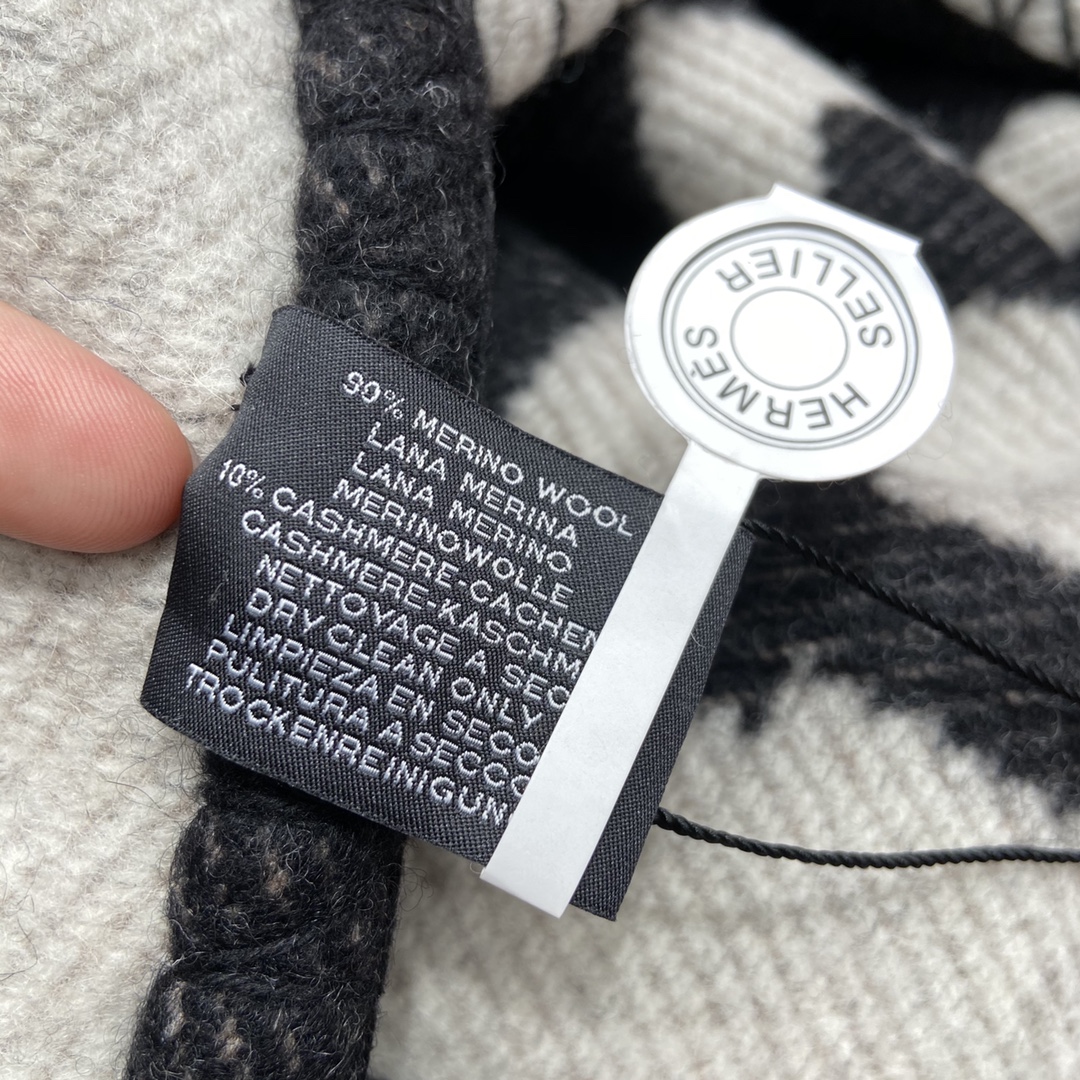 90% MERINO WOOL
LANA MERINA
LANA MERINO
MERINOWOLLE
10% CASHMERE-CACHEM
CASHMERE-KASCHM
NETTOYAGE A SEC
DRY CLEAN ONLY
LIMPIEZA EN SECO
PULITURA A SECCO
TROCKENREINIGUN
HERMÈS
SELLIER